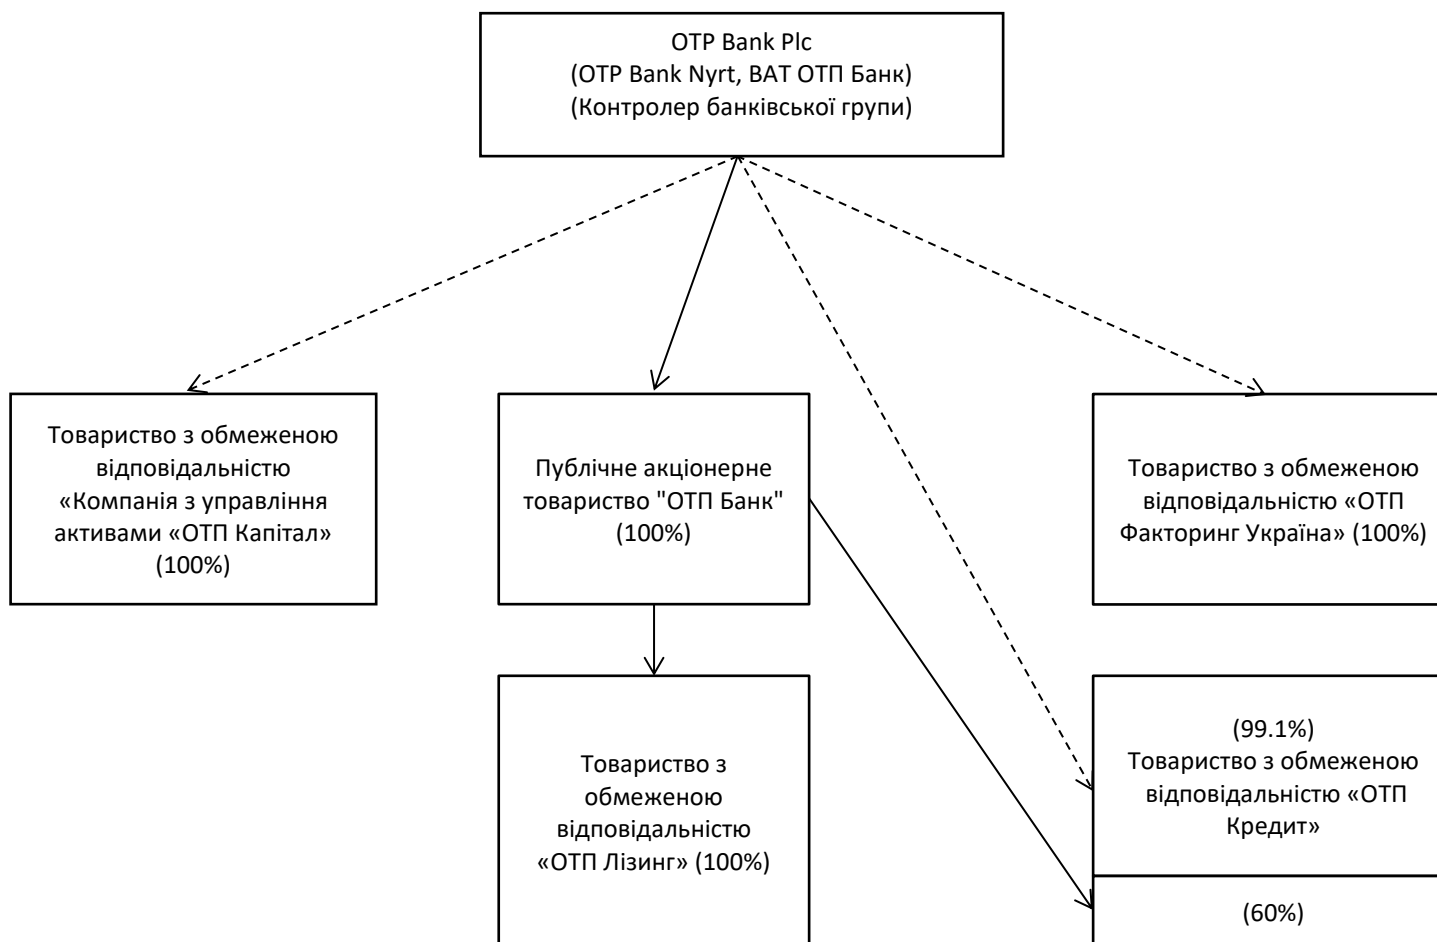 OTP Bank Plc
(OTP Bank Nyrt, ВАТ ОТП Банк)
(Контролер банківської групи)
Товариство з обмеженою
відповідальністю
«Компанія з управління
активами «ОТП Капітал»
(100%)
Публічне акціонерне
товариство "ОТП Банк"
(100%)
Товариство з обмеженою
відповідальністю «ОТП
Факторинг Україна» (100%)
Товариство з
обмеженою
відповідальністю
«ОТП Лізинг» (100%)
(99.1%)
Товариство з обмеженою
відповідальністю «ОТП
Кредит»
(60%)